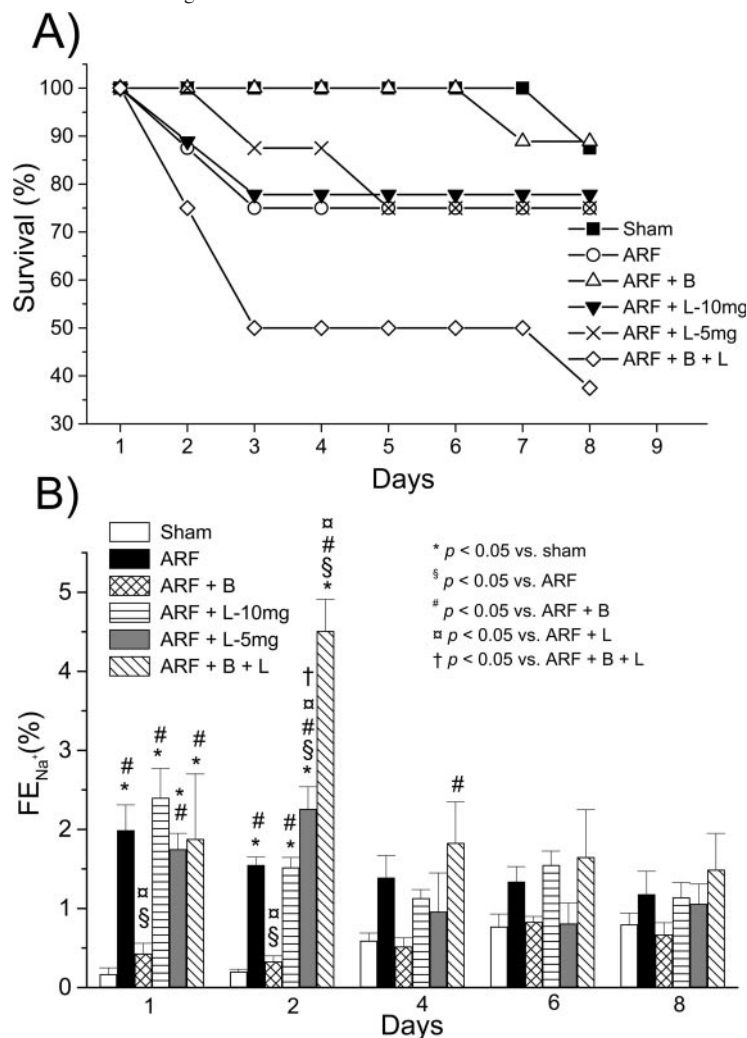 A)
100
90
80
70
60
50
40
30
Survival (%)
1 2 3 4 5 6 7 8 9
Days
Sham
ARF
ARF + B
ARF + L-10mg
ARF + L-5mg
ARF + B + L
B)
Sham
ARF
ARF + B
ARF + L-10mg
ARF + L-5mg
ARF + B + L
* p < 0.05 vs. sham
§ p < 0.05 vs. ARF
# p < 0.05 vs. ARF + B
¤ p < 0.05 vs. ARF + L
† p < 0.05 vs. ARF + B + L
5
4
3
2
1
0
FENa+(%)
#
*
¤
§
#
*
*
#
#
*
#
*
¤
§
#
*
†
¤
#
§
*
¤
#
§
*
#
1 2 4 6 8
Days